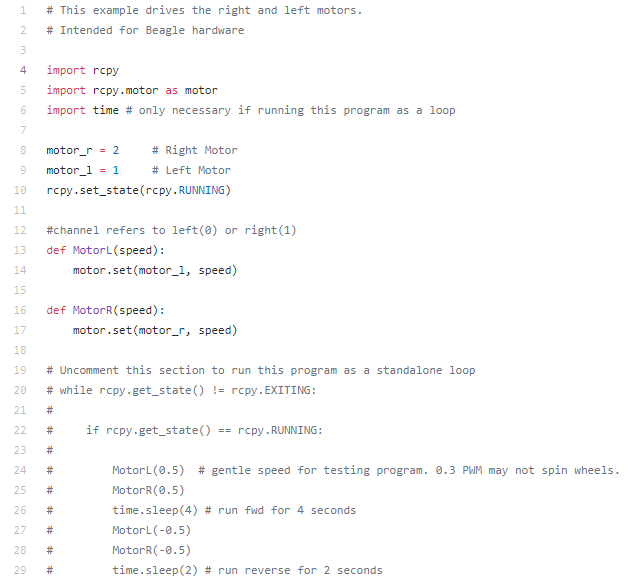 1 # This example drives the right and left motors.
2 # Intended for Beagle hardware
3
4 import rcpy
5 import rcpy.motor as motor
6 import time # only necessary if running this program as a loop
7
8 motor_r = 2     # Right Motor
9 motor_l = 1     # Left Motor
10 rcpy.set_state(rcpy.RUNNING)
11
12 #channel refers to left(0) or right(1)
13 def MotorL(speed):
14     motor.set(motor_l, speed)
15
16 def MotorR(speed):
17     motor.set(motor_r, speed)
18
19 # Uncomment this section to run this program as a standalone loop
20 # while rcpy.get_state() != rcpy.EXITING:
21 #
22 #     if rcpy.get_state() == rcpy.RUNNING:
23 #
24 #         MotorL(0.5)  # gentle speed for testing program. 0.3 PWM may not spin wheels.
25 #         MotorR(0.5)
26 #         time.sleep(4) # run fwd for 4 seconds
27 #         MotorL(-0.5)
28 #         MotorR(-0.5)
29 #         time.sleep(2) # run reverse for 2 seconds